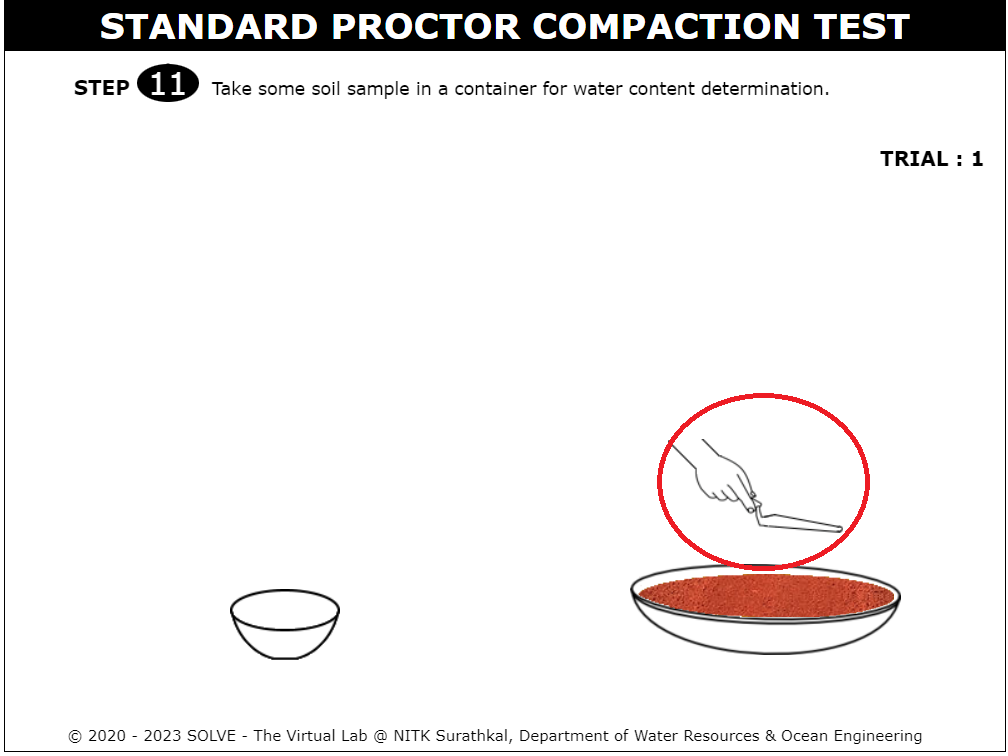 STANDARD PROCTOR COMPACTION TEST
STEP 11 Take some soil sample in a container for water content determination.
TRIAL : 1
© 2020 - 2023 SOLVE - The Virtual Lab @ NITK Surathkal, Department of Water Resources & Ocean Engineering